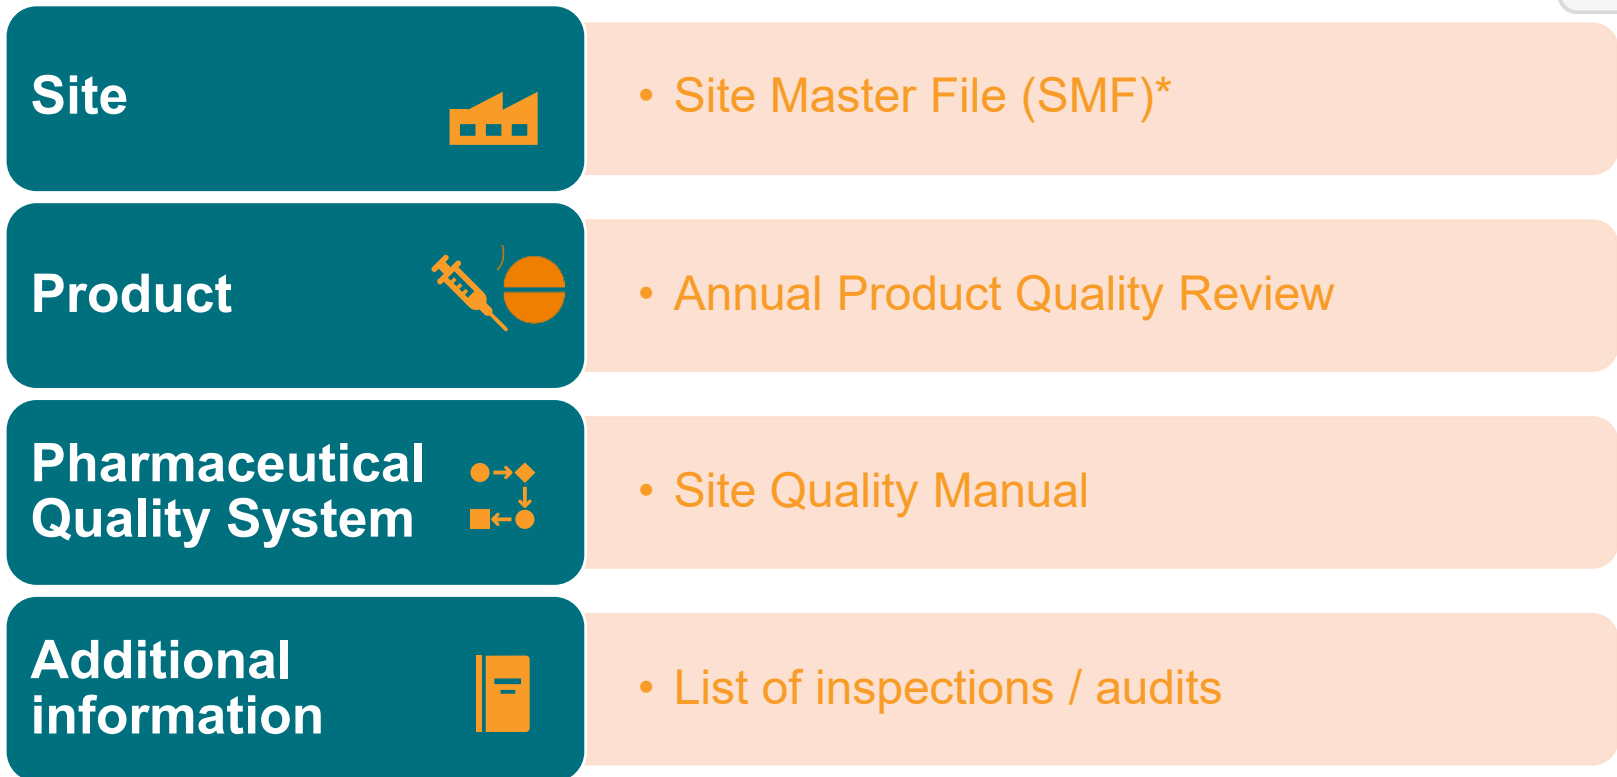 Site
• Site Master File (SMF)*
Product
• Annual Product Quality Review
Pharmaceutical
Quality System
• Site Quality Manual
Additional
information
• List of inspections / audits